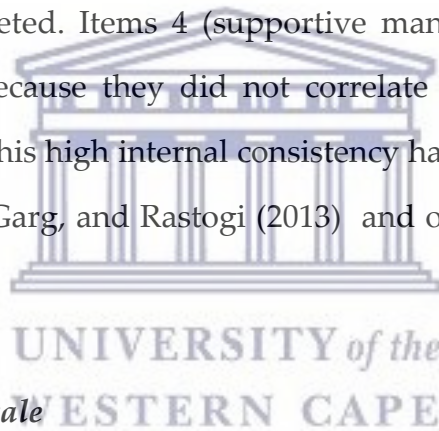 eted. Items 4 (supportive man
ecause they did not correlate
his high internal consistency ha
Garg, and Rastogi (2013) and o
UNIVERSITY of the
ale
WESTERN CAPE